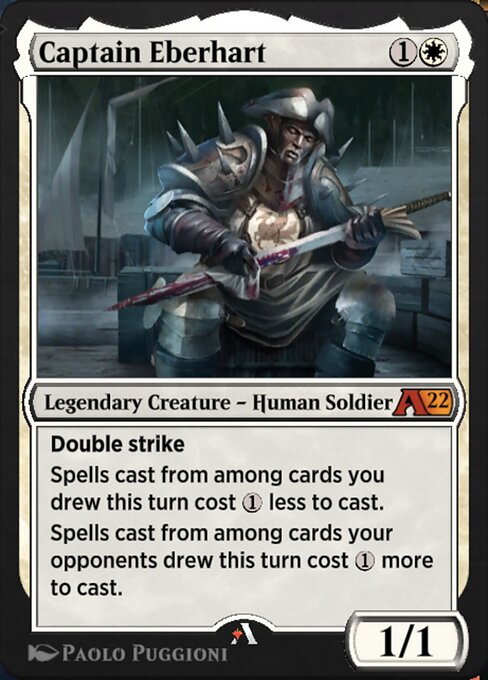 Captain Eberhart 1
Legendary Creature – Human Soldier A22
Double strike
Spells cast from among cards you
drew this turn cost 1 less to cast.
Spells cast from among cards your
opponents drew this turn cost 1 more
to cast.
1/1
PAOLO PUGGIONI